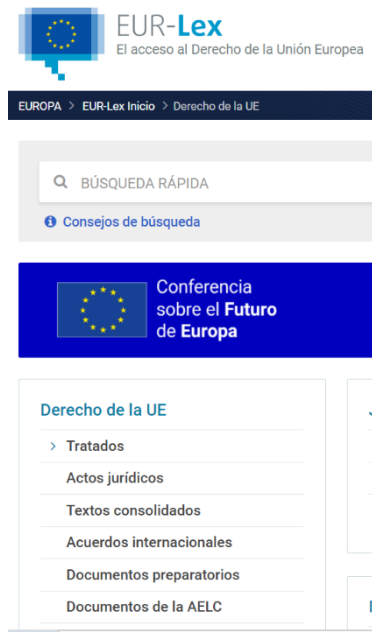 EUR-Lex
El acceso al Derecho de la Unión Europea
EUROPA > EUR-Lex Inicio > Derecho de la UE
BÚSQUEDA RÁPIDA
Consejos de búsqueda
Conferencia
sobre el Futuro
de Europa
Derecho de la UE
> Tratados
Actos jurídicos
Textos consolidados
Acuerdos internacionales
Documentos preparatorios
Documentos de la AELC